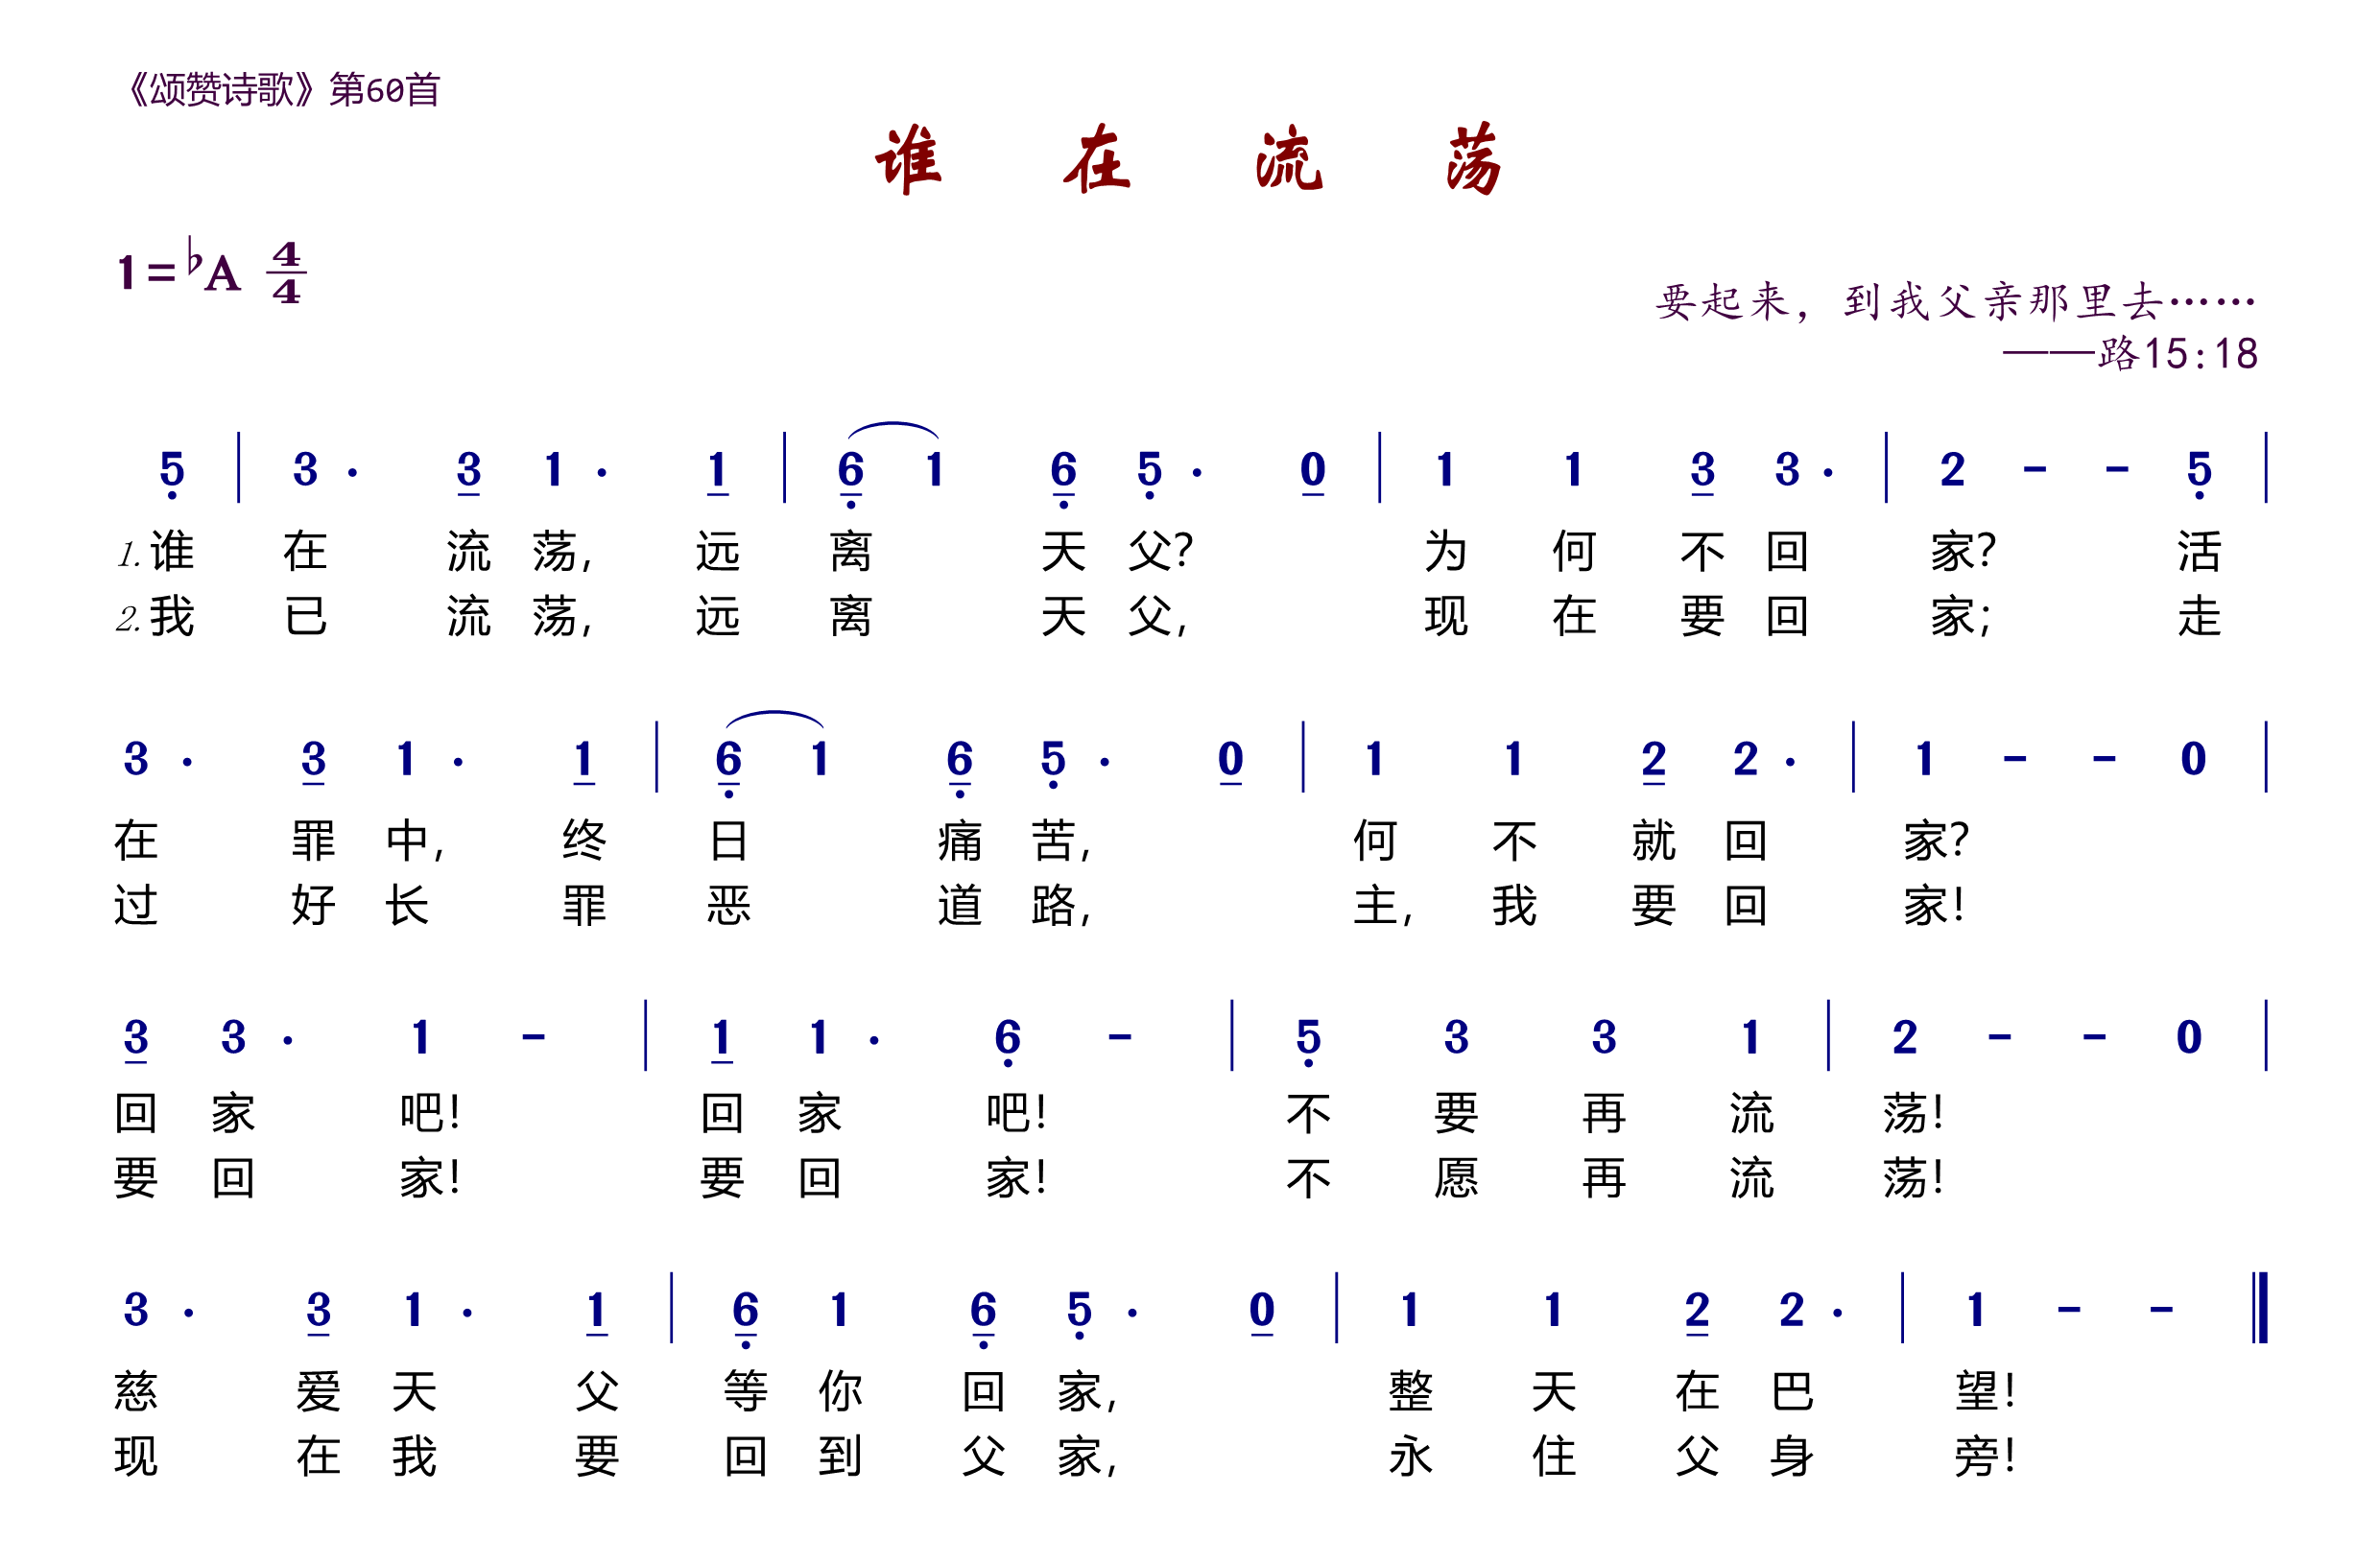 《颂赞诗歌》第60首
谁 在 流 荡
1=♭A 4/4
要起来，到我父亲那里去……
——路15:18
5̣ | 3 · 3̲ 1 · 1̲ | 6̣̲ 1 6̣̲ 5̣ · 0̲ | 1 1 3̲ 3 · | 2 - - 5̣ |
1.谁 在 流 荡, 远 离 天 父? 为 何 不 回 家? 活
2.我 已 流 荡, 远 离 天 父, 现 在 要 回 家; 走
3 · 3̲ 1 · 1̲ | 6̣̲ 1 6̣̲ 5̣ · 0̲ | 1 1 2̲ 2 · | 1 - - 0 |
在 罪 中, 终 日 痛 苦, 何 不 就 回 家?
过 好 长 罪 恶 道 路, 主, 我 要 回 家!
3̲ 3 · 1 - | 1̲ 1 · 6̣ - | 5̣ 3 3 1 | 2 - - 0 |
回 家 吧! 回 家 吧! 不 要 再 流 荡!
要 回 家! 要 回 家! 不 愿 再 流 荡!
3 · 3̲ 1 · 1̲ | 6̣̲ 1 6̣̲ 5̣ · 0̲ | 1 1 2̲ 2 · | 1 - - ‖
慈 爱 天 父 等 你 回 家, 整 天 在 巴 望!
现 在 我 要 回 到 父 家, 永 住 父 身 旁!